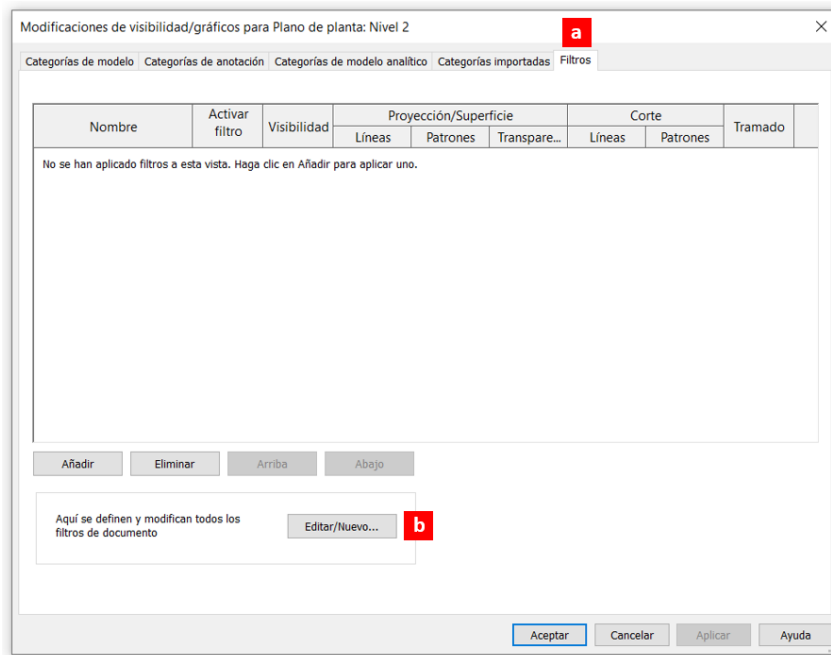 Modificaciones de visibilidad/gráficos para Plano de planta: Nivel 2
a
Categorías de modelo Categorías de anotación Categorías de modelo analítico Categorías importadas Filtros
Nombre Activar filtro Visibilidad Proyección/Superficie Corte Tramado
Líneas Patrones Transpare... Líneas Patrones
No se han aplicado filtros a esta vista. Haga clic en Añadir para aplicar uno.
Añadir Eliminar Arriba Abajo
Aquí se definen y modifican todos los
filtros de documento
Editar/Nuevo... b
Aceptar Cancelar Aplicar Ayuda